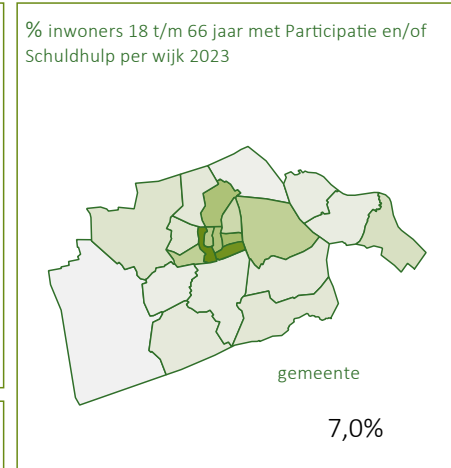 % inwoners 18 t/m 66 jaar met Participatie en/of
Schuldhulp per wijk 2023
gemeente
7,0%